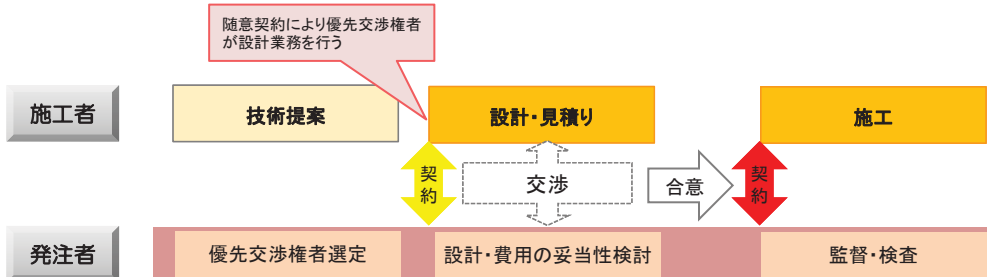 随意契約により優先交渉権者
が設計業務を行う
施工者
技術提案
設計・見積り
施工
契約
交渉
合意
契約
発注者
優先交渉権者選定
設計・費用の妥当性検討
監督・検査